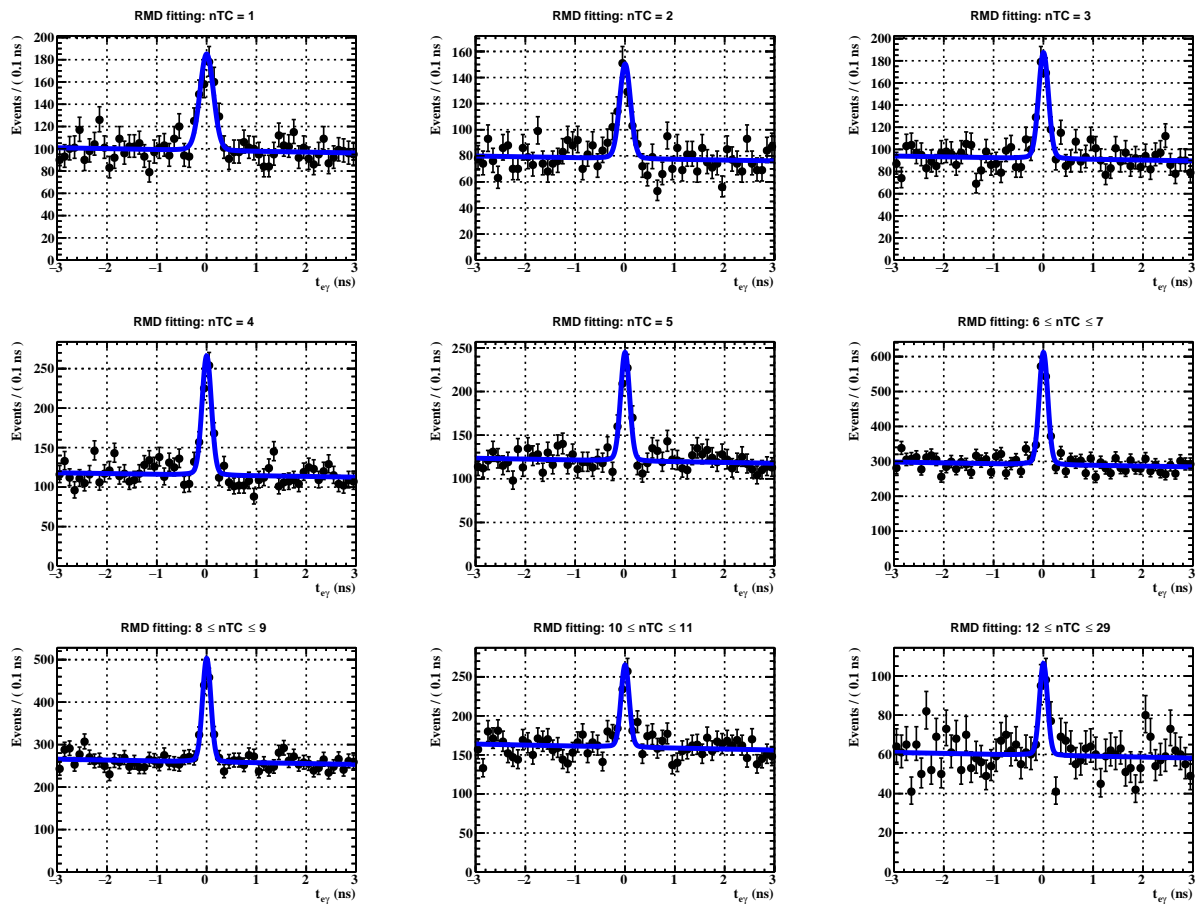 RMD fitting: nTC = 1
Events / ( 0.1 ns )
200
180
160
140
120
100
80
60
40
20
0
−3 −2 −1 0 1 2 3
t_eγ (ns)
RMD fitting: nTC = 2
Events / ( 0.1 ns )
160
140
120
100
80
60
40
20
0
−3 −2 −1 0 1 2 3
t_eγ (ns)
RMD fitting: nTC = 3
Events / ( 0.1 ns )
200
180
160
140
120
100
80
60
40
20
0
−3 −2 −1 0 1 2 3
t_eγ (ns)
RMD fitting: nTC = 4
Events / ( 0.1 ns )
250
200
150
100
50
0
−3 −2 −1 0 1 2 3
t_eγ (ns)
RMD fitting: nTC = 5
Events / ( 0.1 ns )
250
200
150
100
50
0
−3 −2 −1 0 1 2 3
t_eγ (ns)
RMD fitting: 6 ≤ nTC ≤ 7
Events / ( 0.1 ns )
600
500
400
300
200
100
0
−3 −2 −1 0 1 2 3
t_eγ (ns)
RMD fitting: 8 ≤ nTC ≤ 9
Events / ( 0.1 ns )
500
400
300
200
100
0
−3 −2 −1 0 1 2 3
t_eγ (ns)
RMD fitting: 10 ≤ nTC ≤ 11
Events / ( 0.1 ns )
250
200
150
100
50
0
−3 −2 −1 0 1 2 3
t_eγ (ns)
RMD fitting: 12 ≤ nTC ≤ 29
Events / ( 0.1 ns )
100
80
60
40
20
0
−3 −2 −1 0 1 2 3
t_eγ (ns)